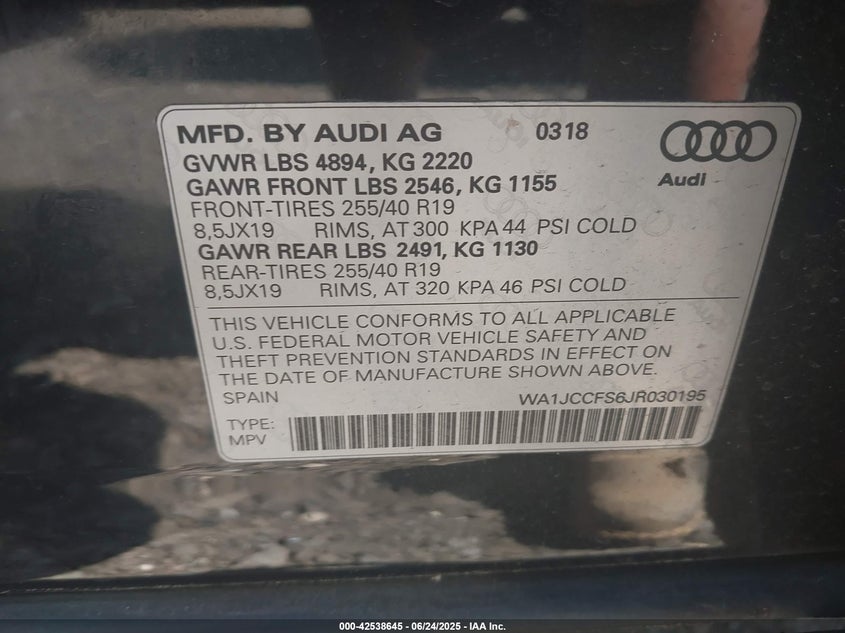 MFD. BY AUDI AG 0318
GVWR LBS 4894, KG 2220
GAWR FRONT LBS 2546, KG 1155
Audi
FRONT-TIRES 255/40 R19
8,5JX19 RIMS, AT 300 KPA 44 PSI COLD
GAWR REAR LBS 2491, KG 1130
REAR-TIRES 255/40 R19
8,5JX19 RIMS, AT 320 KPA 46 PSI COLD
THIS VEHICLE CONFORMS TO ALL APPLICABLE
U.S. FEDERAL MOTOR VEHICLE SAFETY AND
THEFT PREVENTION STANDARDS IN EFFECT ON
THE DATE OF MANUFACTURE SHOWN ABOVE.
SPAIN WA1JCCFS6JR030195
TYPE:
MPV
000-42538645 - 06/24/2025 - IAA Inc.